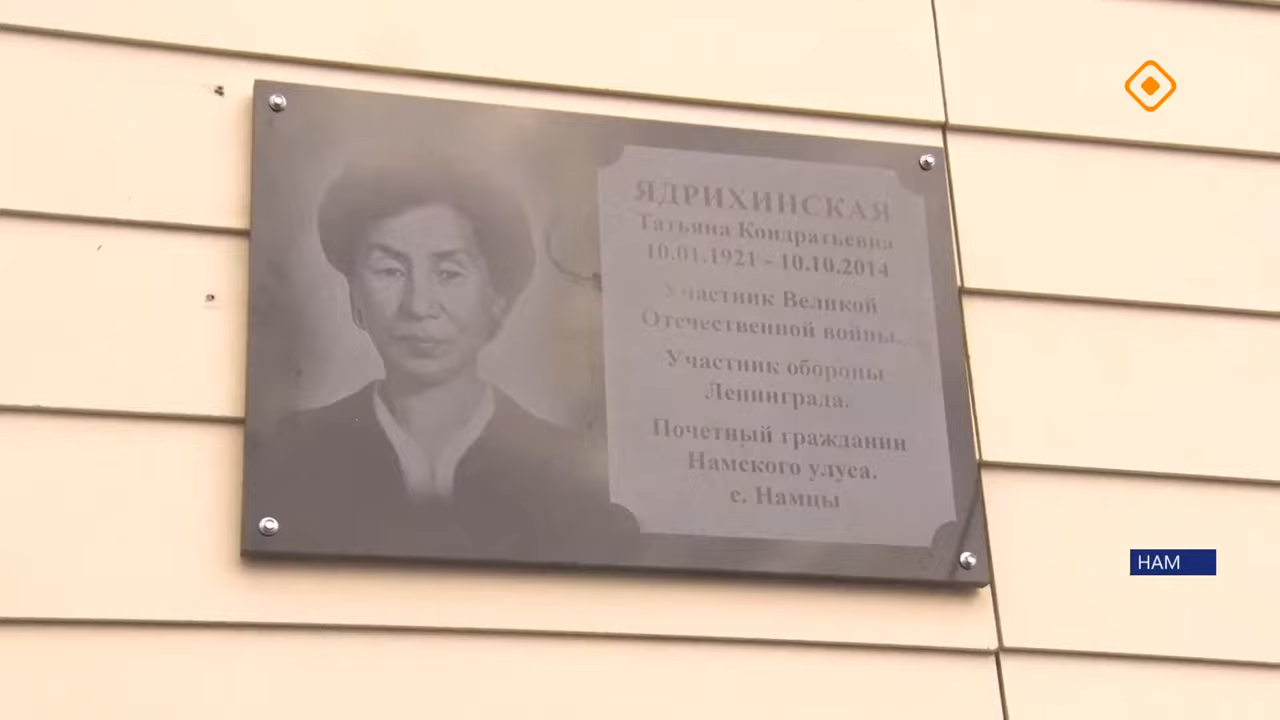 ЯДРИХИНСКАЯ
Татьяна Кондратьевна
10.01.1921 - 10.10.2014
Участник Великой
Отечественной войны.
Участник обороны
Ленинграда.
Почетный гражданин
Намского улуса.
с. Намцы
НАМ